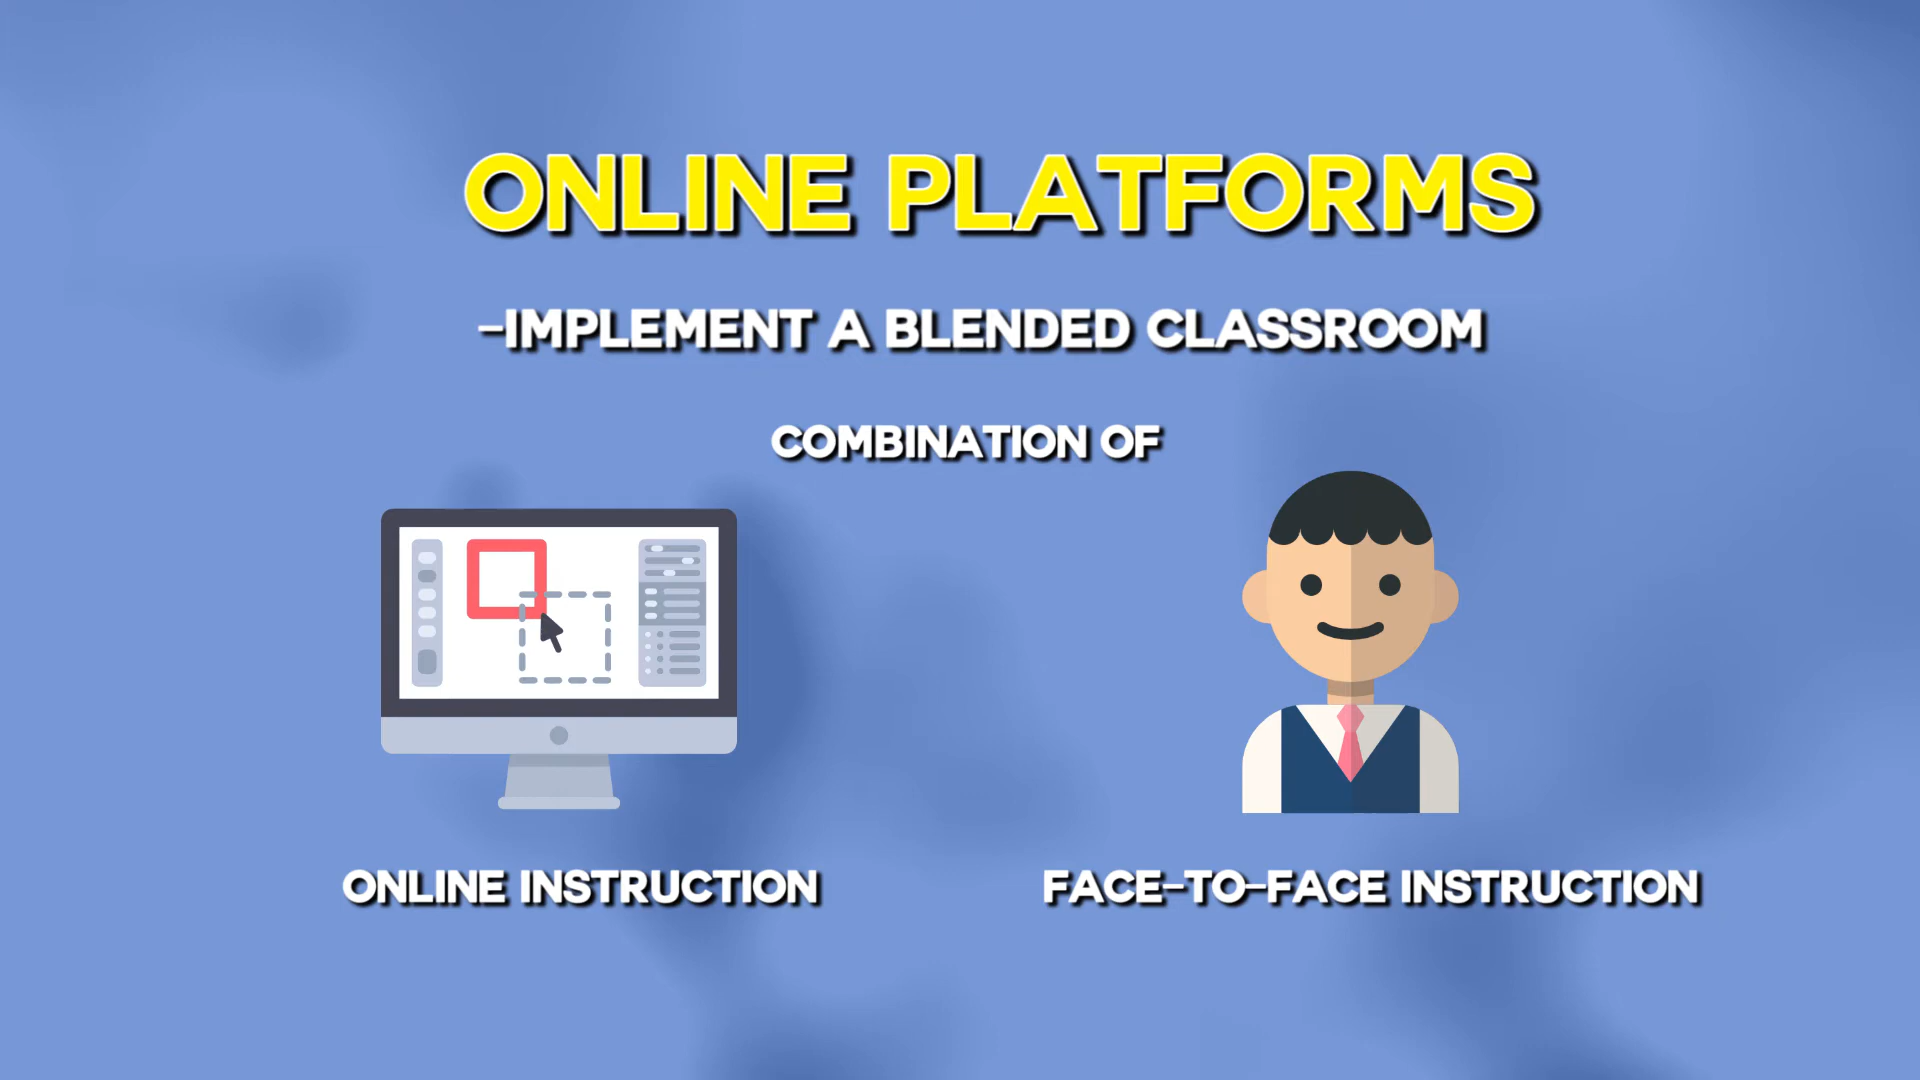 ONLINE PLATFORMS
-IMPLEMENT A BLENDED CLASSROOM
COMBINATION OF
ONLINE INSTRUCTION
FACE-TO-FACE INSTRUCTION